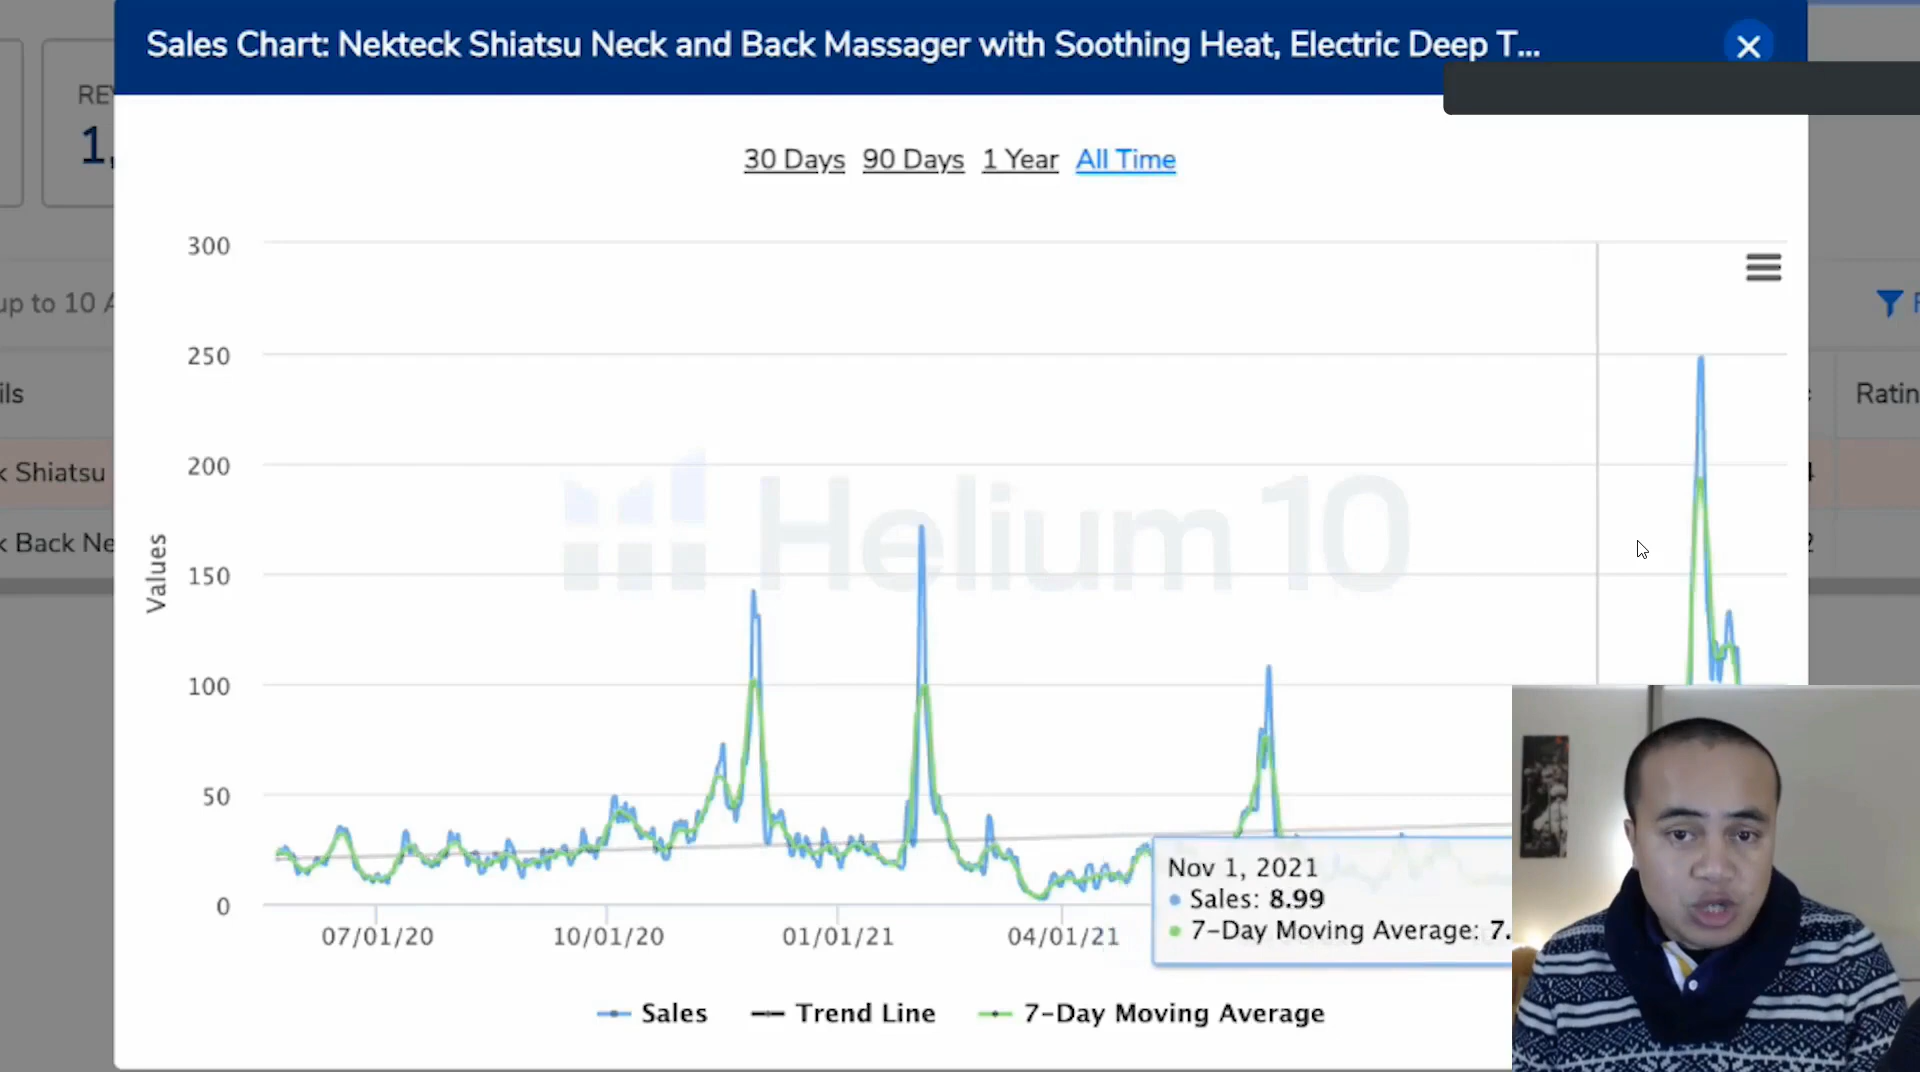 Sales Chart: Nekteck Shiatsu Neck and Back Massager with Soothing Heat, Electric Deep T...
RE
1,
30 Days 90 Days 1 Year All Time
up to 10 A
ils
Ratin
k Shiatsu
k Back Ne
300
250
200
150
100
50
0
Values
Helium 10
07/01/20 10/01/20 01/01/21 04/01/21
Nov 1, 2021
Sales: 8.99
7-Day Moving Average: 7.
Sales Trend Line 7-Day Moving Average